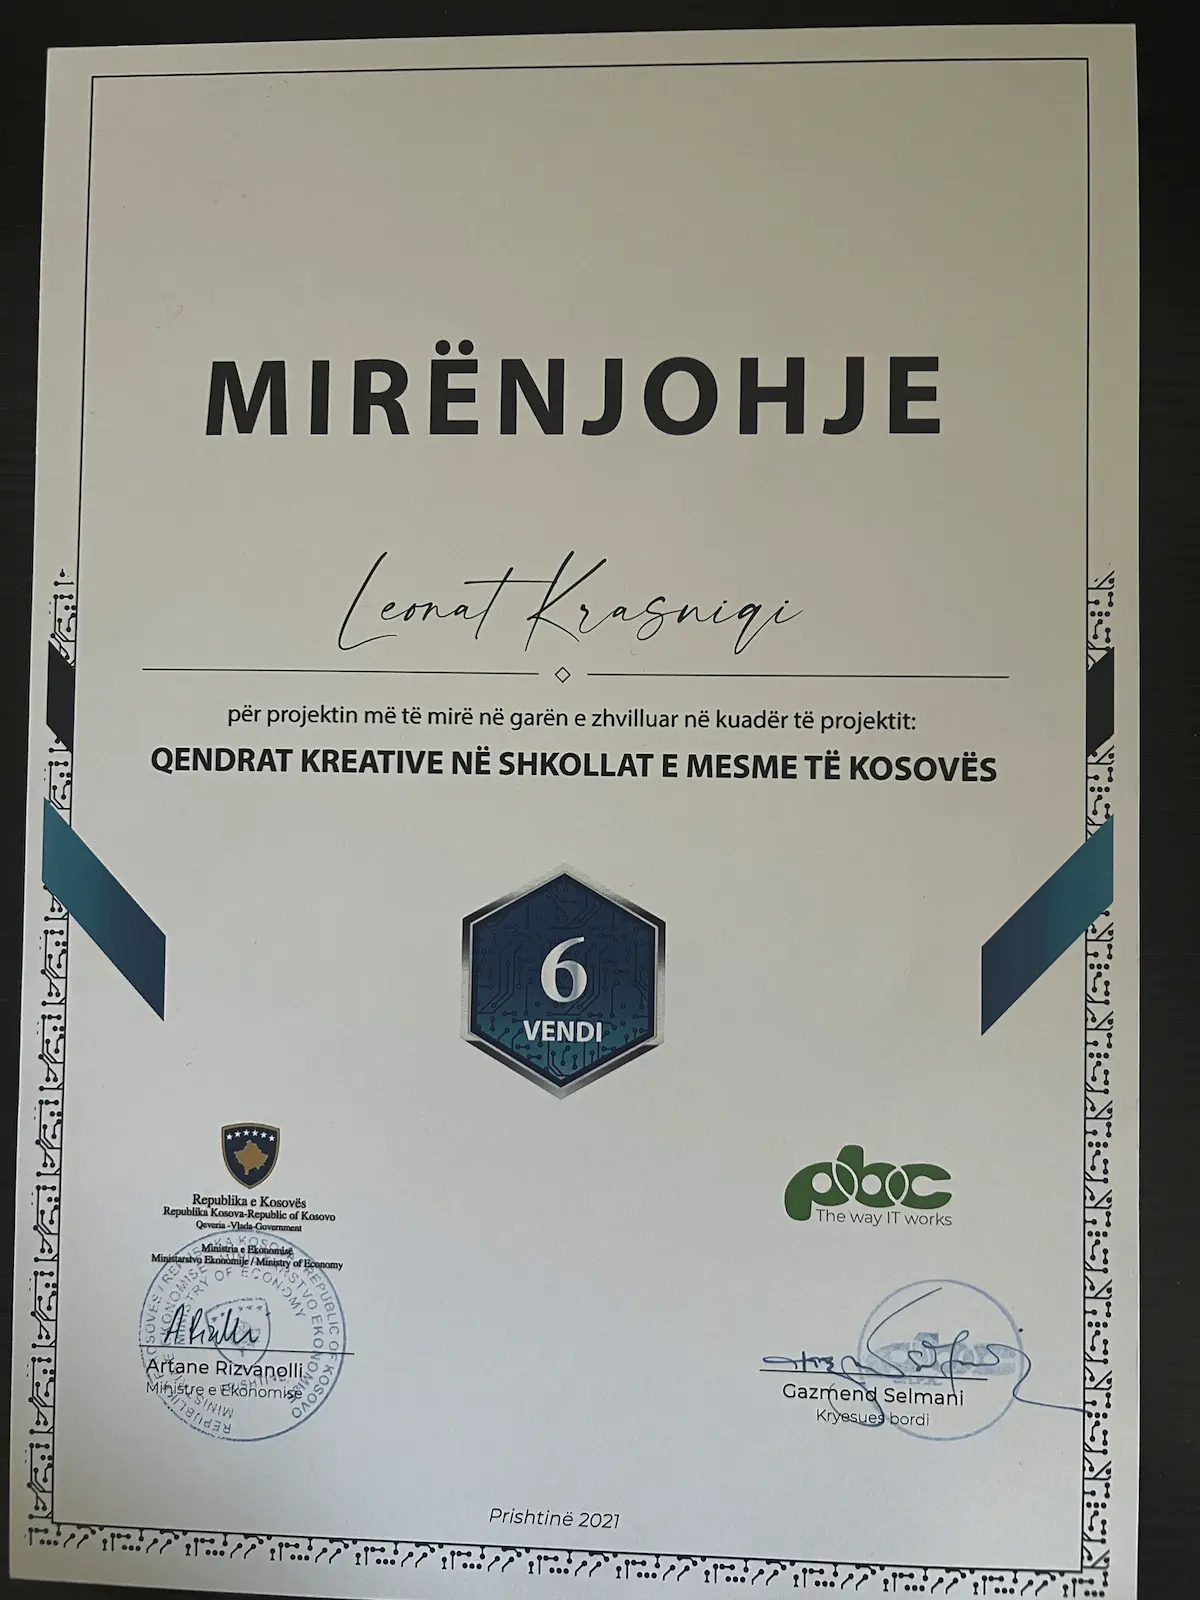 MIRËNJOHJE
Leonat Krasniqi
për projektin më të mirë në garën e zhvilluar në kuadër të projektit:
QENDRAT KREATIVE NË SHKOLLAT E MESME TË KOSOVËS
6
VENDI
Republika e Kosovës
Republika Kosova-Republic of Kosovo
Qeveria -Vlada-Government
Ministria e Ekonomisë
Ministarstvo Ekonomije / Ministry of Economy
Artane Rizvanolli
Ministre e Ekonomisë
pbc
The way IT works
Gazmend Selmani
Kryesues bordi
Prishtinë 2021